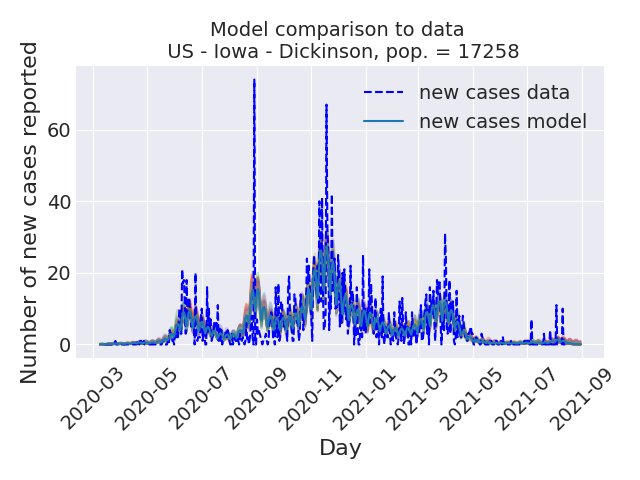 Model comparison to data
US - Iowa - Dickinson, pop. = 17258
Number of new cases reported
60
40
20
0
new cases data
new cases model
2020-03
2020-05
2020-07
2020-09
2020-11
2021-01
2021-03
2021-05
2021-07
2021-09
Day